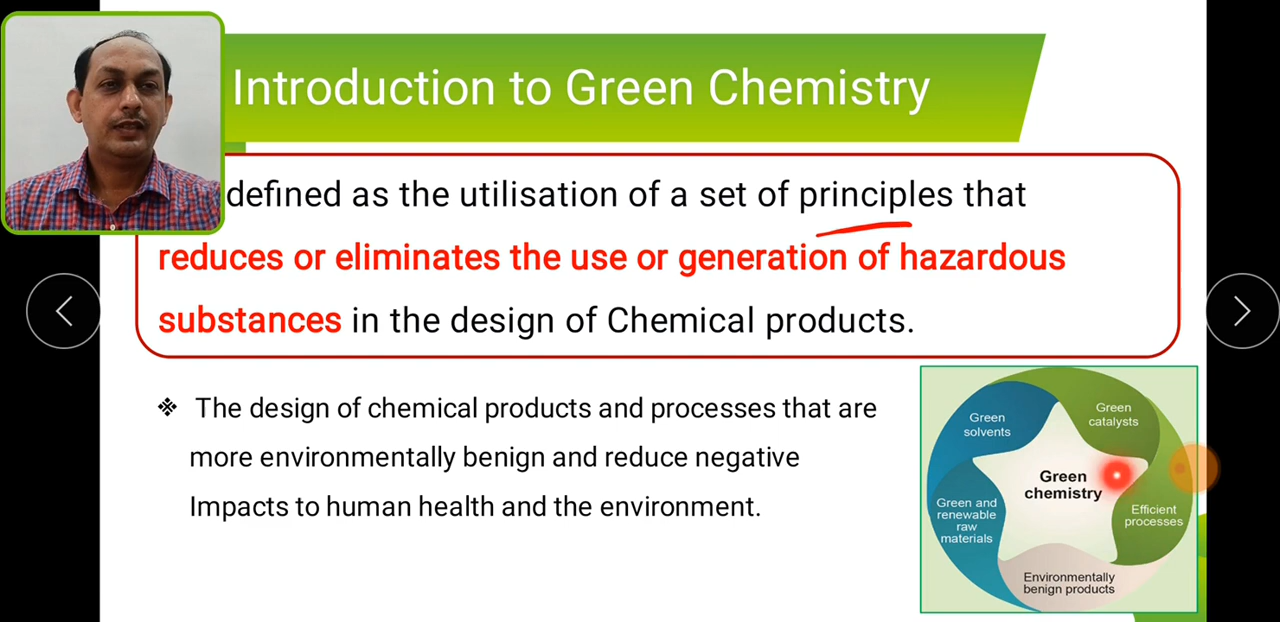 Introduction to Green Chemistry
defined as the utilisation of a set of principles that
reduces or eliminates the use or generation of hazardous
substances in the design of Chemical products.
The design of chemical products and processes that are
more environmentally benign and reduce negative
Impacts to human health and the environment.
Green
solvents
Green
catalysts
Green
chemistry
Green and
renewable
raw
materials
Efficient
processes
Environmentally
benign products